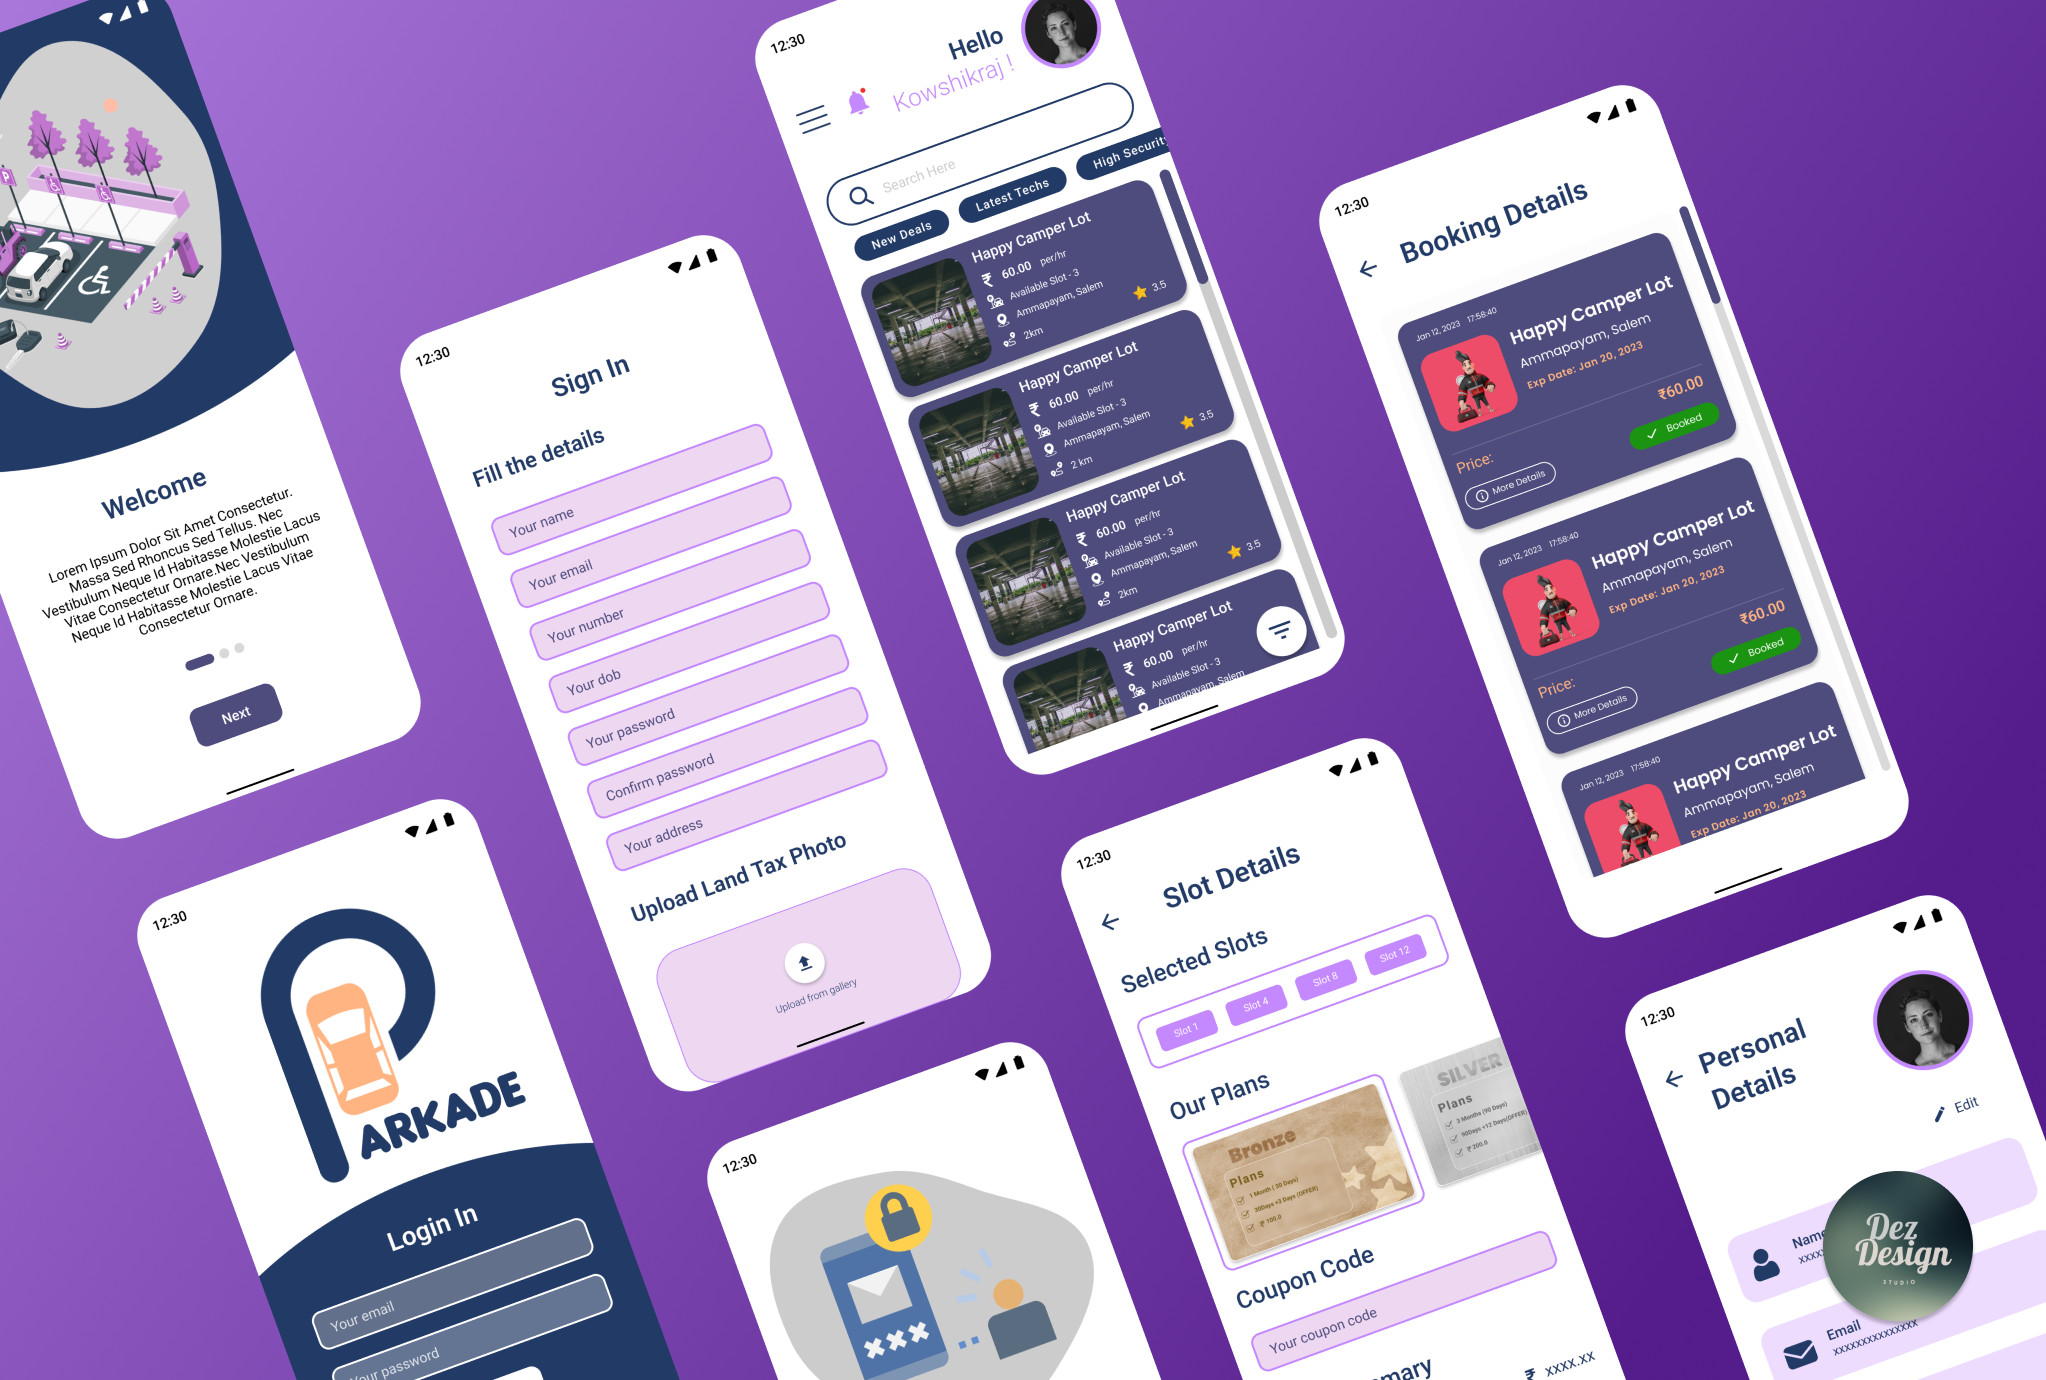 Welcome
Lorem Ipsum Dolor Sit Amet Consectetur.
Massa Sed Rhoncus Sed Tellus. Nec
Vestibulum Neque Id Habitasse Molestie Lacus
Vitae Consectetur Ornare.Nec Vestibulum
Neque Id Habitasse Molestie Lacus Vitae
Consectetur Ornare.
Next
12:30
ARKADE
Login In
Your email
Your password
12:30
Sign In
Fill the details
Your name
Your email
Your number
Your dob
Your password
Confirm password
Your address
Upload Land Tax Photo
Upload from gallery
12:30
12:30
Hello
Kowshikraj !
Search Here
New Deals
Latest Techs
High Security
Happy Camper Lot
₹ 60.00 per/hr
Available Slot - 3
Ammapayam, Salem
3.5
2km
Happy Camper Lot
₹ 60.00 per/hr
Available Slot - 3
Ammapayam, Salem
3.5
2 km
Happy Camper Lot
₹ 60.00 per/hr
Available Slot - 3
Ammapayam, Salem
3.5
2km
Happy Camper Lot
₹ 60.00 per/hr
Available Slot - 3
Ammapayam, Salem
12:30
Slot Details
Selected Slots
Slot 1
Slot 4
Slot 8
Slot 12
Our Plans
Bronze
Plans
1 Month ( 30 Days)
30Days +3 Days (OFFER)
₹ 100.0
SILVER
Plans
3 Months (90 Days)
90Days +12 Days(OFFER)
₹ 200.0
Coupon Code
Your coupon code
mary
₹ xxxx.xx
12:30
Booking Details
Jan 12, 2023 17:58:40
Happy Camper Lot
Ammapayam, Salem
Exp Date: Jan 20, 2023
₹60.00
Price:
Booked
More Details
Jan 12, 2023 17:58:40
Happy Camper Lot
Ammapayam, Salem
Exp Date: Jan 20, 2023
₹60.00
Price:
Booked
More Details
Jan 12, 2023 17:58:40
Happy Camper Lot
Ammapayam, Salem
Exp Date: Jan 20, 2023
12:30
Personal
Details
Edit
Name
xxxx
Email
xxxxxxxxxxxxxx
Dez
Design
STUDIO